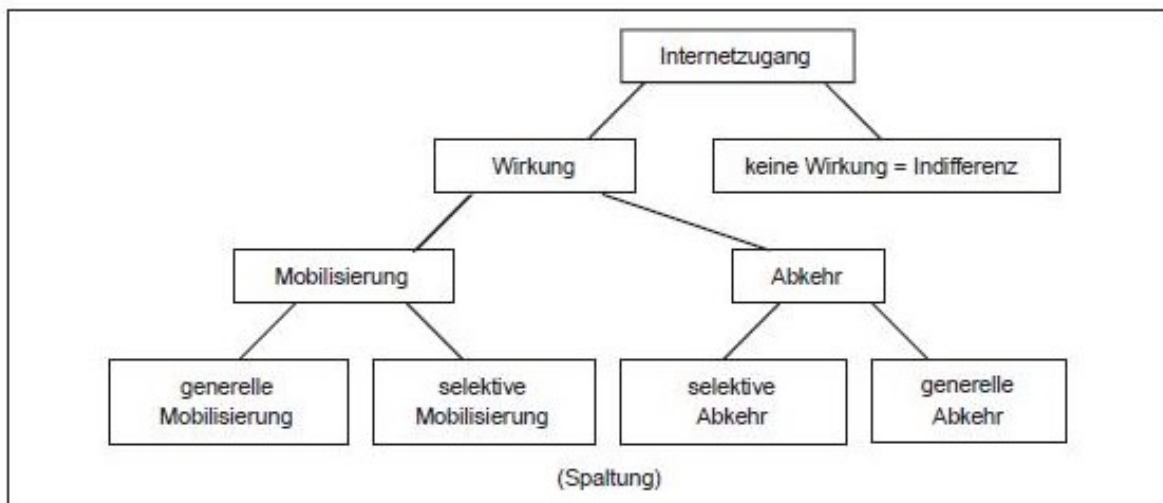 Internetzugang
Wirkung
keine Wirkung = Indifferenz
Mobilisierung
Abkehr
generelle
Mobilisierung
selektive
Mobilisierung
selektive
Abkehr
generelle
Abkehr
(Spaltung)